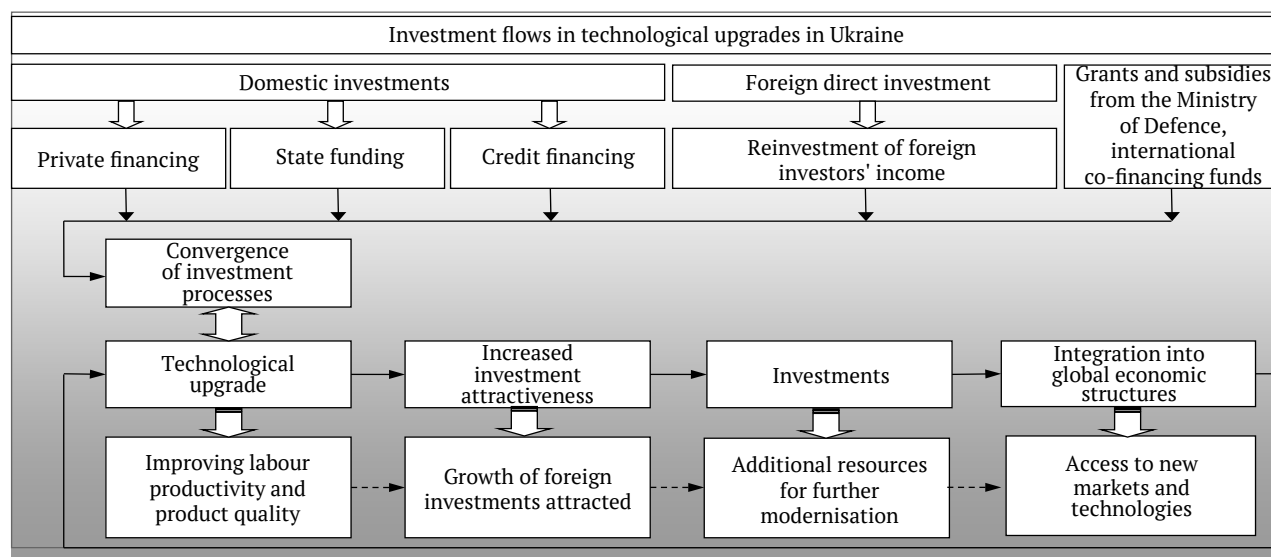 Investment flows in technological upgrades in Ukraine
Domestic investments
Foreign direct investment
Grants and subsidies
from the Ministry
of Defence,
international
co-financing funds
Private financing
State funding
Credit financing
Reinvestment of foreign
investors' income
Convergence
of investment
processes
Technological
upgrade
Increased
investment
attractiveness
Investments
Integration into
global economic
structures
Improving labour
productivity and
product quality
Growth of foreign
investments attracted
Additional resources
for further
modernisation
Access to new
markets and
technologies